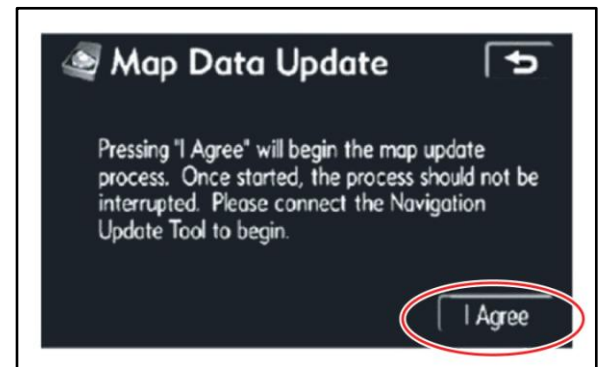 Map Data Update
Pressing "I Agree" will begin the map update
process. Once started, the process should not be
interrupted. Please connect the Navigation
Update Tool to begin.
I Agree